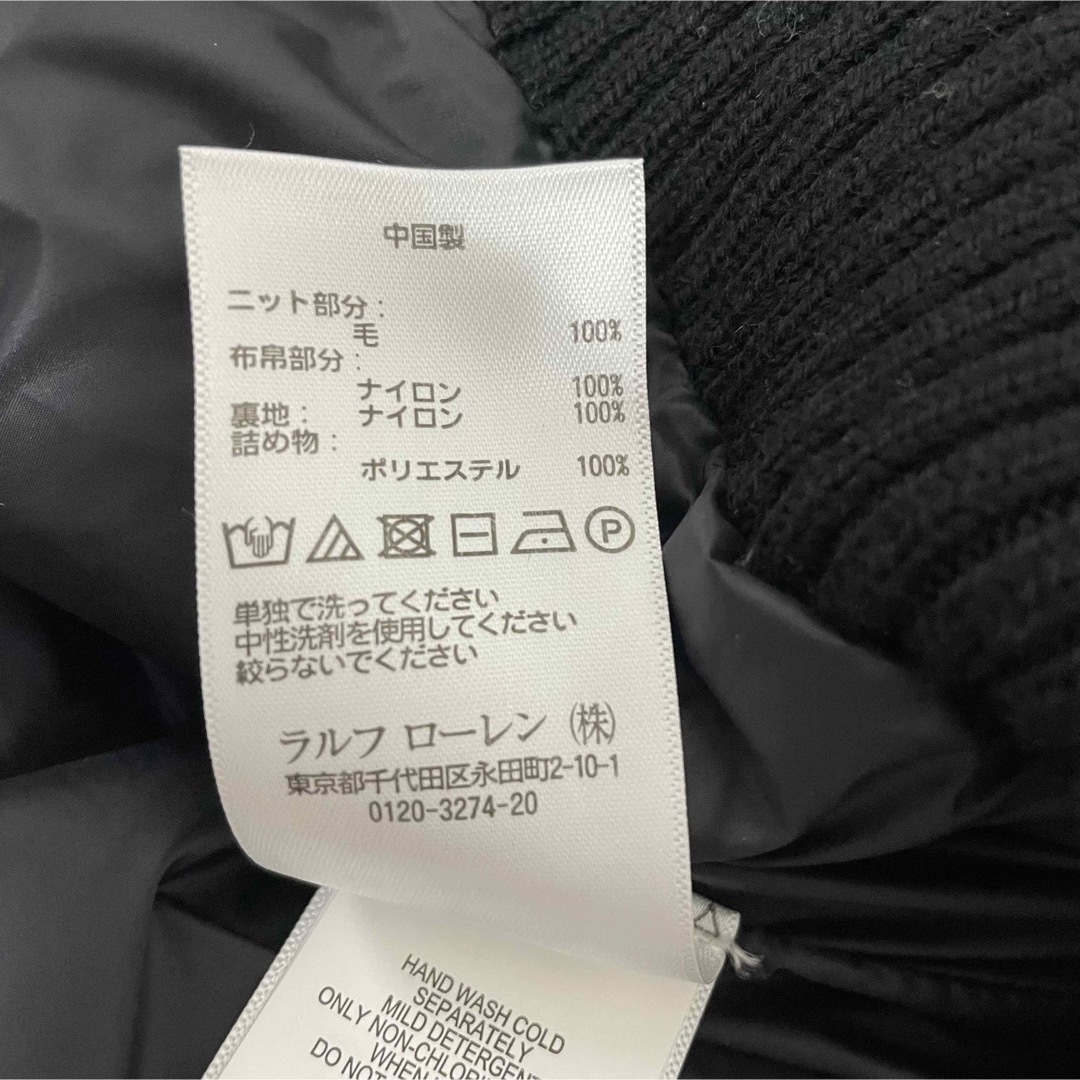 中国製
ニット部分：
毛 100%
布帛部分：
ナイロン 100%
裏地： ナイロン 100%
詰め物：
ポリエステル 100%
P
単独で洗ってください
中性洗剤を使用してください
絞らないでください
ラルフ ローレン（株）
東京都千代田区永田町2-10-1
0120-3274-20
HAND WASH COLD
SEPARATELY
MILD DETERGENT
ONLY NON-CHLOR
WHEN
DO NOT